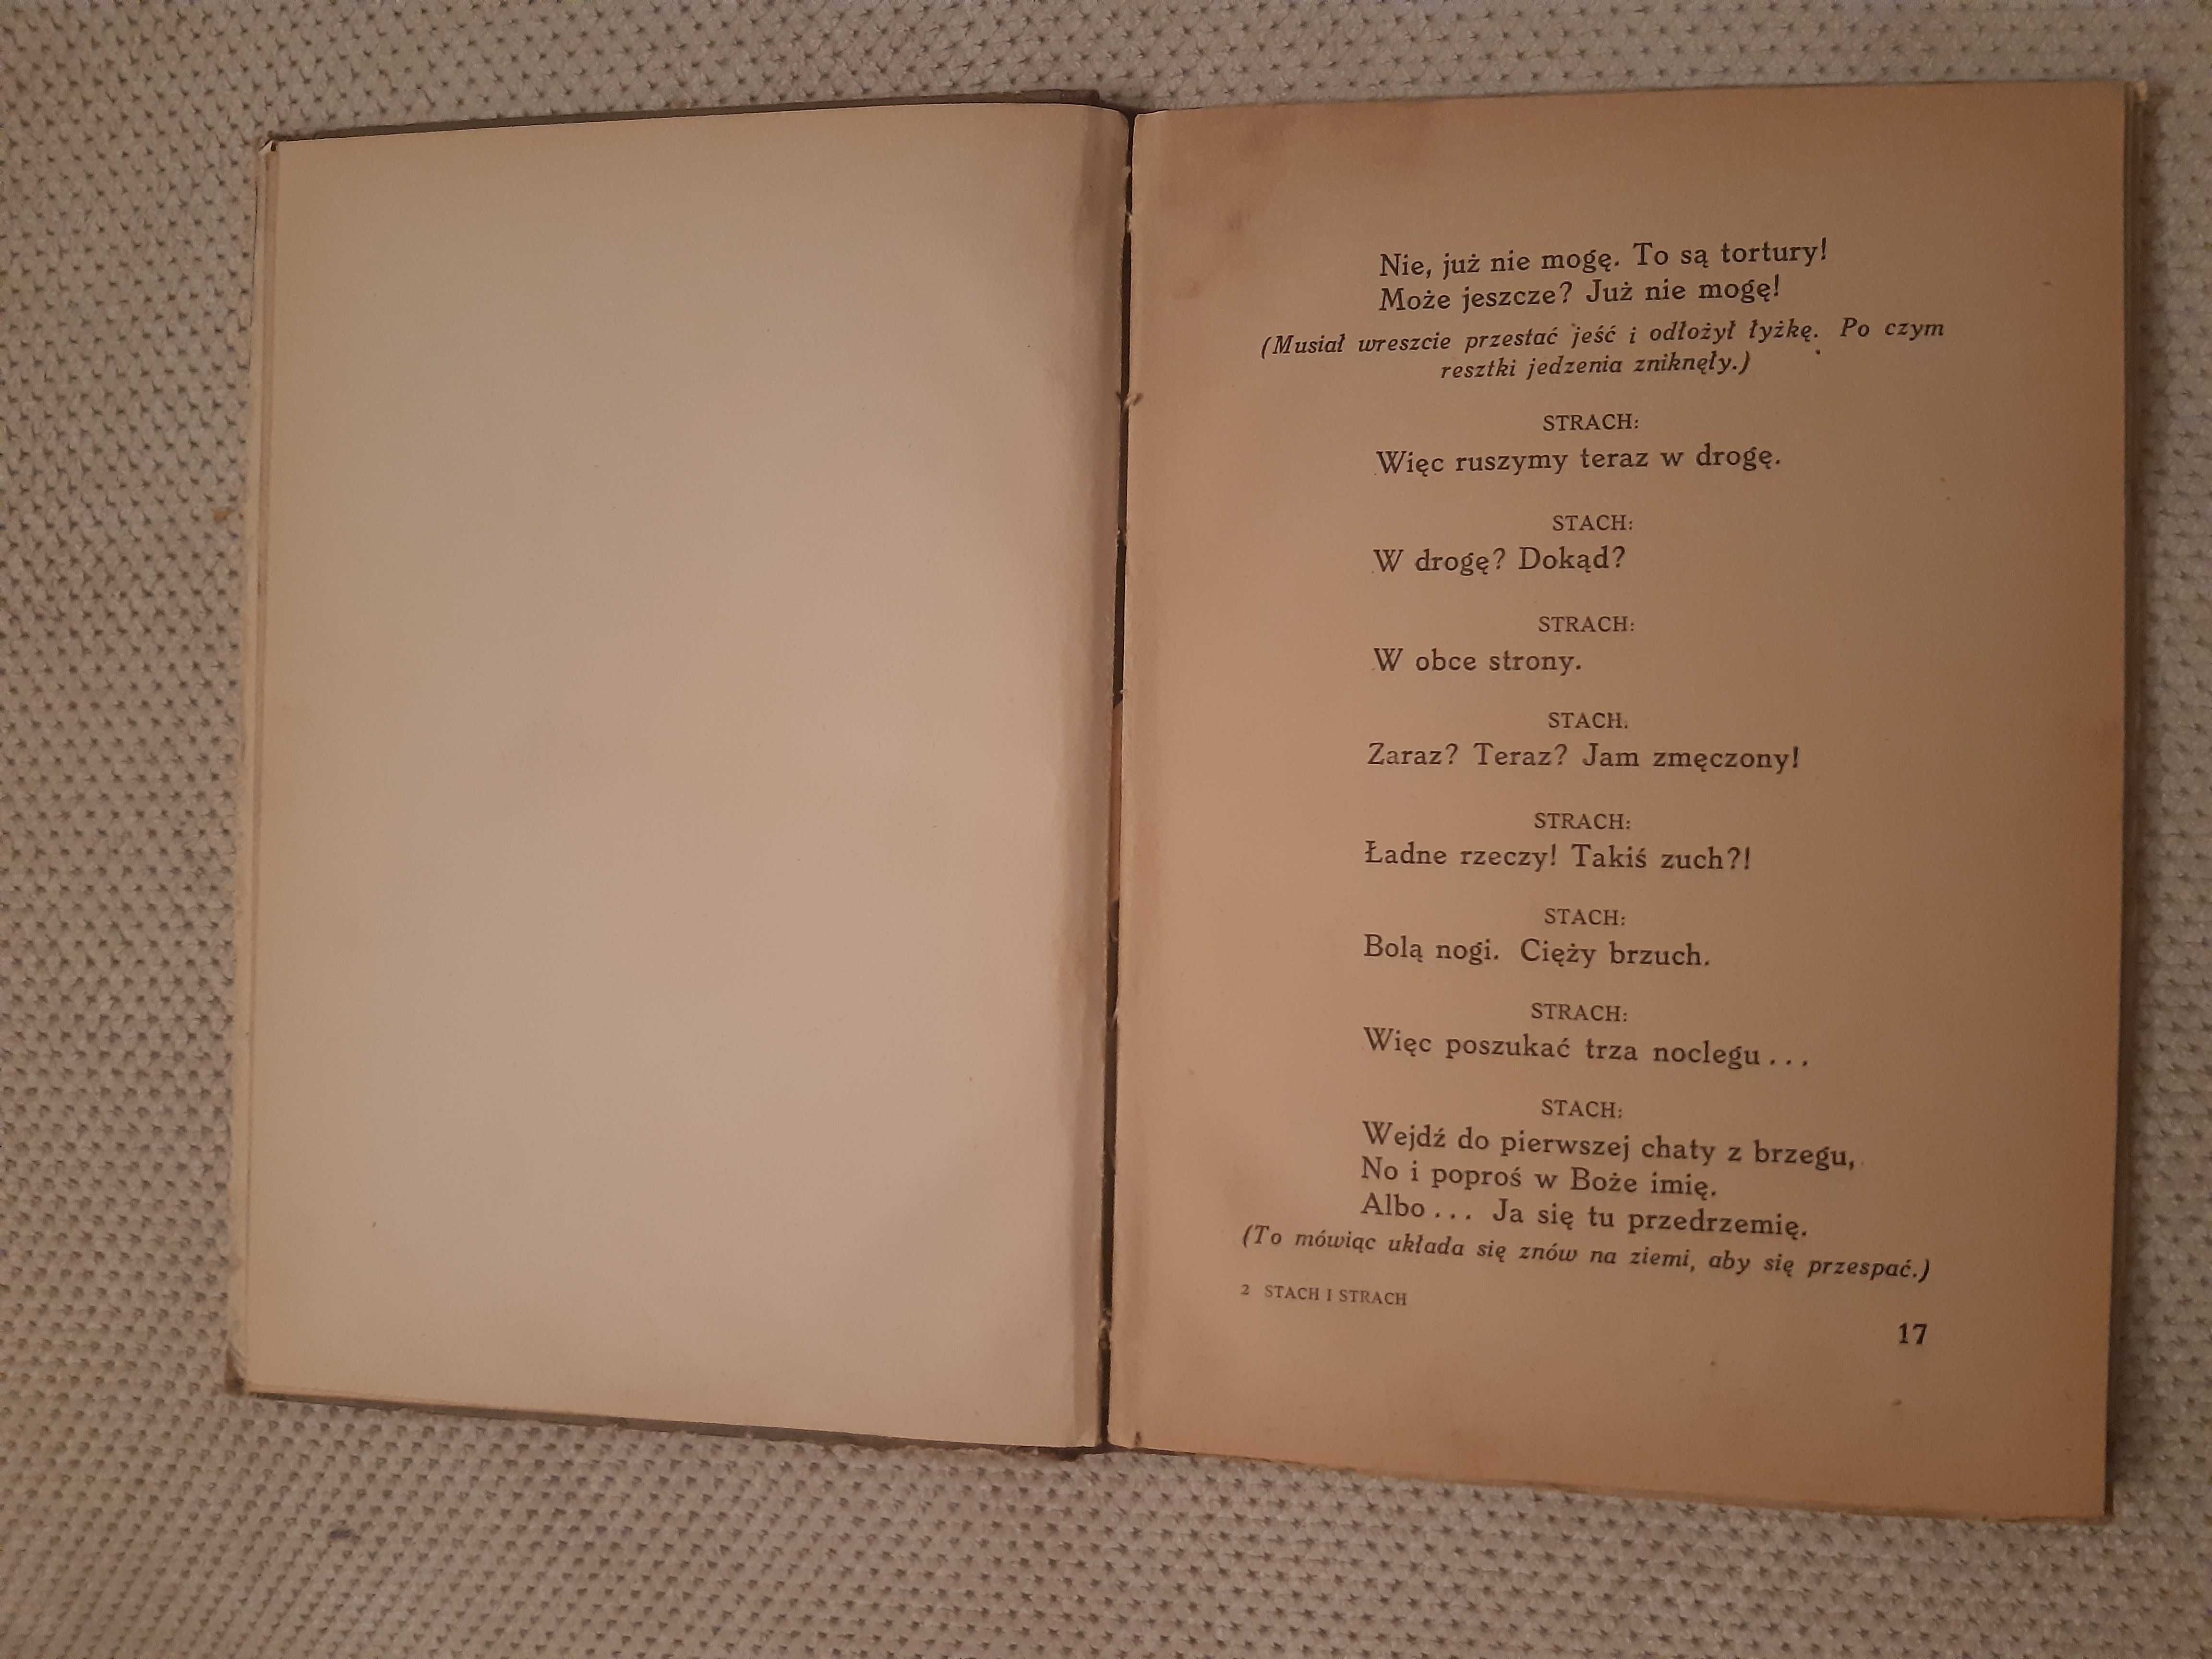 Nie, już nie mogę. To są tortury!
Może jeszcze? Już nie mogę!
(Musiał wreszcie przestać jeść i odłożył łyżkę. Po czym
resztki jedzenia zniknęły.)
STRACH:
Więc ruszymy teraz w drogę.
STACH:
W drogę? Dokąd?
STRACH:
W obce strony.
STACH.
Zaraz? Teraz? Jam zmęczony!
STRACH:
Ładne rzeczy! Takiś zuch?!
STACH:
Bolą nogi. Cięży brzuch.
STRACH:
Więc poszukać trza noclegu...
STACH:
Wejdź do pierwszej chaty z brzegu,
No i poproś w Boże imię.
Albo... Ja się tu przedrzemię.
(To mówiąc układa się znów na ziemi, aby się przespać.)
2 STACH I STRACH
17